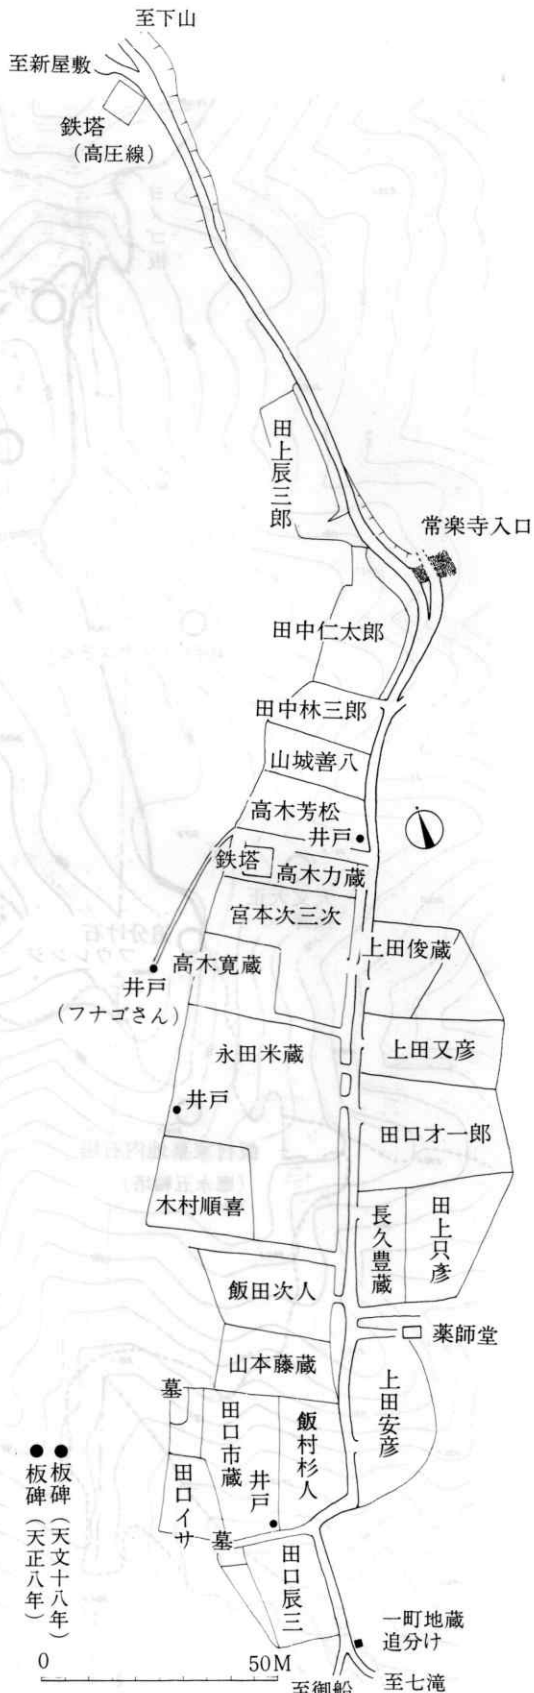 至下山
至新屋敷
鉄塔
(高圧線)
田上辰三郎
常楽寺入口
田中仁太郎
田中林三郎
山城善八
高木芳松
井戸
鉄塔
高木力蔵
宮本次三次
上田俊蔵
高木寛蔵
井戸
(フナゴさん)
永田米蔵
上田又彦
井戸
田口才一郎
木村順喜
長久豊蔵
田上只彦
飯田次人
薬師堂
山本藤蔵
上田安彦
墓
田口市蔵
飯村杉人
井戸
田口イサ
墓
田口辰三
板碑(天文十八年)
板碑(天正八年)
一町地蔵
追分け
0 50M
至御船
至七滝